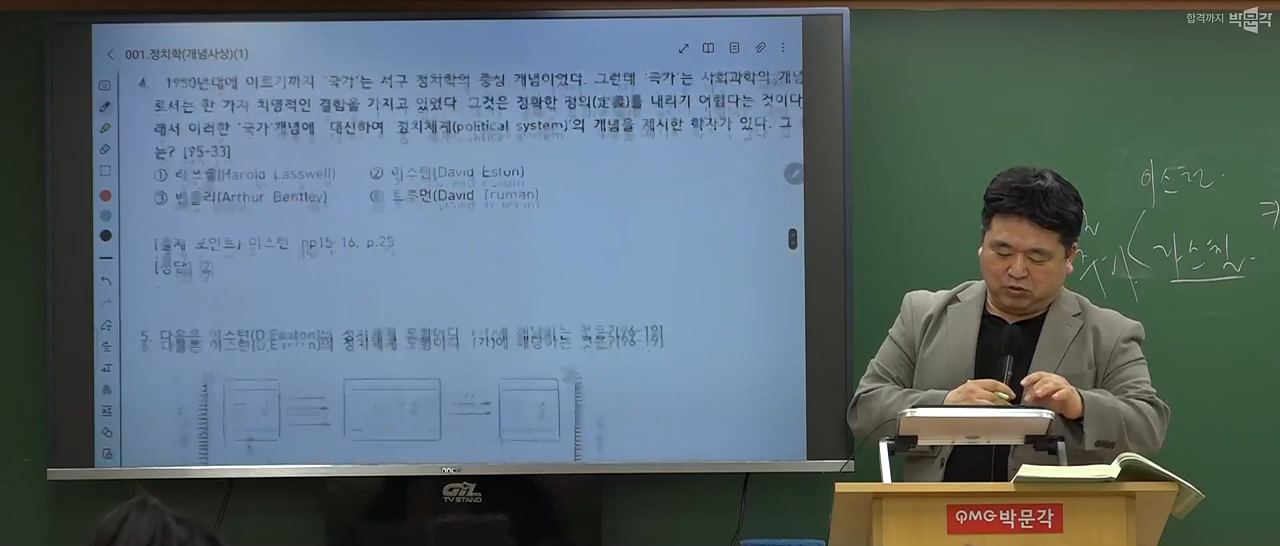 합격까지 박문각
001.정치학(개념사상)(1)
4. 1950년대에 이르기까지 '국가'는 서구 정치학의 중심 개념이었다. 그런데 '국가'는 사회과학의 개념
로서는 한 가지 치명적인 결함을 가지고 있었다 그것은 정확한 정의(定義)를 내리기 어렵다는 것이다
래서 이러한 '국가'개념에 대신하여 정치체계(political system)'의 개념을 제시한 학자가 있다. 그
는? [95-33]
① 라스웰(Harold Lasswell) ② 이스턴(David Eston)
③ 벤틀리(Arthur Bentley) ④ 트루먼(David Truman)
[출제 포인트] 이스턴 pp15-16, p.25
[정답] ②
5. 다음은 이스턴(D.Easton)의 정치체계 모형이다 (가)에 해당하는 것은?(96-19)
이스턴
라스웰
GIL
TV STAND
PMG 박문각